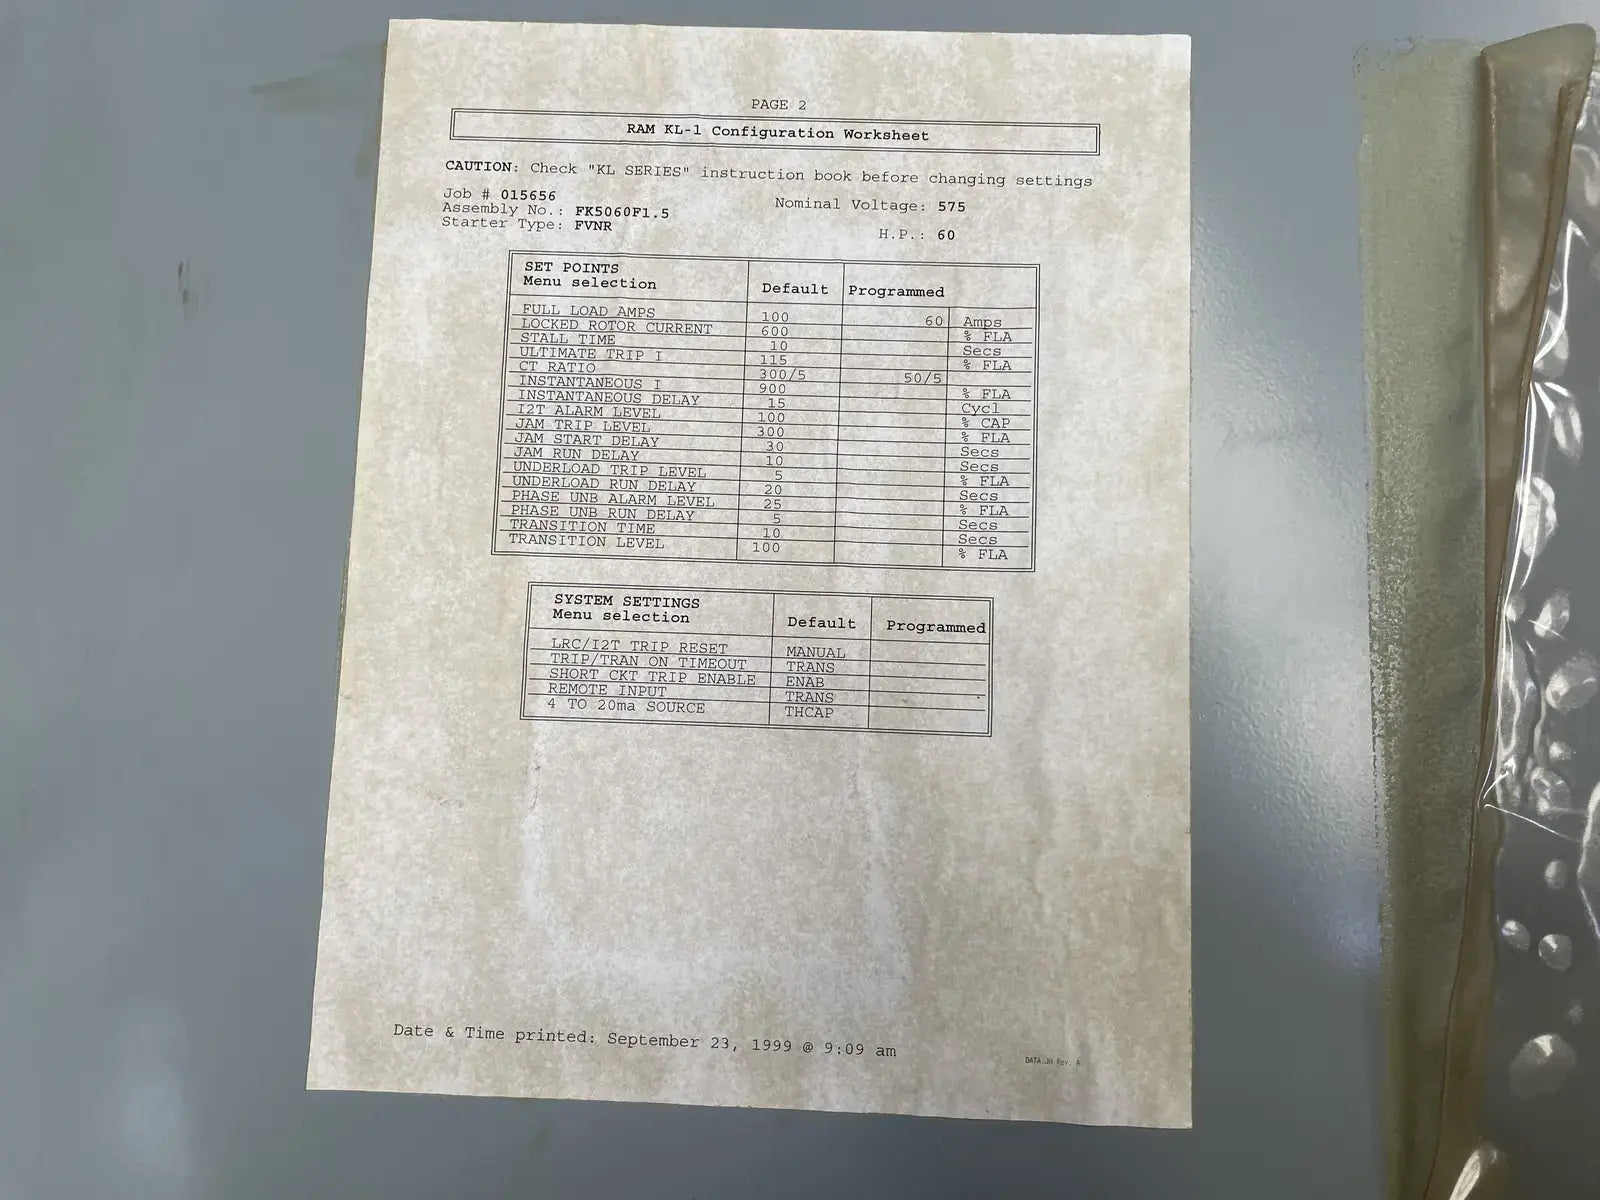 PAGE 2
RAM KL-1 Configuration Worksheet
CAUTION: Check "KL SERIES" instruction book before changing settings
Job # 015656
Assembly No.: FK5060F1.5
Starter Type: FVNR
Nominal Voltage: 575
H.P.: 60
SET POINTS
Menu selection Default Programmed
FULL LOAD AMPS 100 60 Amps
LOCKED ROTOR CURRENT 600 % FLA
STALL TIME 10 Secs
ULTIMATE TRIP I 115 % FLA
CT RATIO 300/5 50/5
INSTANTANEOUS I 900 % FLA
INSTANTANEOUS DELAY 15 Cycl
I2T ALARM LEVEL 100 % CAP
JAM TRIP LEVEL 300 % FLA
JAM START DELAY 30 Secs
JAM RUN DELAY 10 Secs
UNDERLOAD TRIP LEVEL 5 % FLA
UNDERLOAD RUN DELAY 20 Secs
PHASE UNB ALARM LEVEL 25 % FLA
PHASE UNB RUN DELAY 5 Secs
TRANSITION TIME 10 Secs
TRANSITION LEVEL 100 % FLA
SYSTEM SETTINGS
Menu selection Default Programmed
LRC/I2T TRIP RESET MANUAL
TRIP/TRAN ON TIMEOUT TRANS
SHORT CKT TRIP ENABLE ENAB
REMOTE INPUT TRANS
4 TO 20ma SOURCE THCAP
Date & Time printed: September 23, 1999 @ 9:09 am
DATA.JH Rev. A